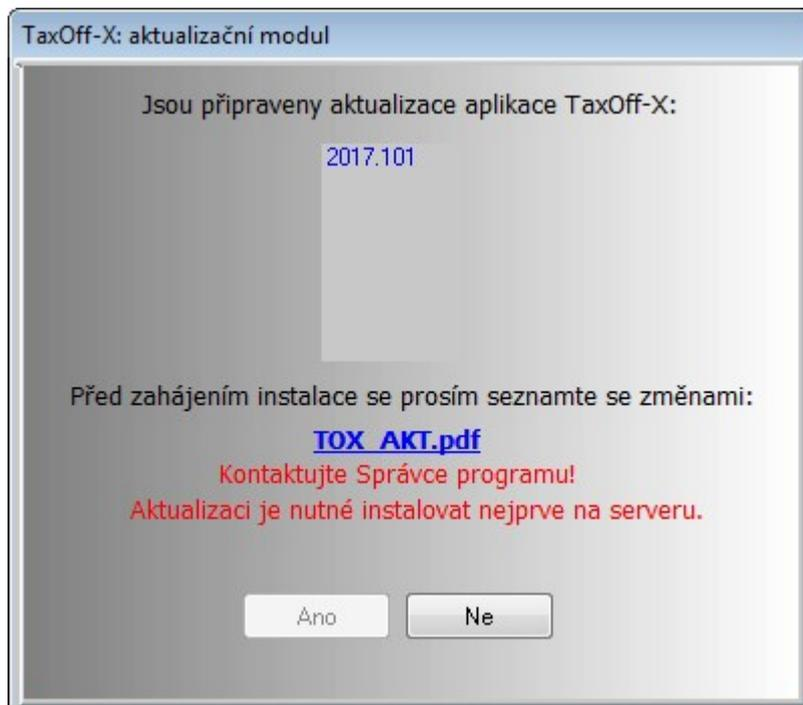 TaxOff-X: aktualizační modul
Jsou připraveny aktualizace aplikace TaxOff-X:
2017.101
Před zahájením instalace se prosím seznamte se změnami:
TOX_AKT.pdf
Kontaktujte Správce programu!
Aktualizaci je nutné instalovat nejprve na serveru.
Ano Ne